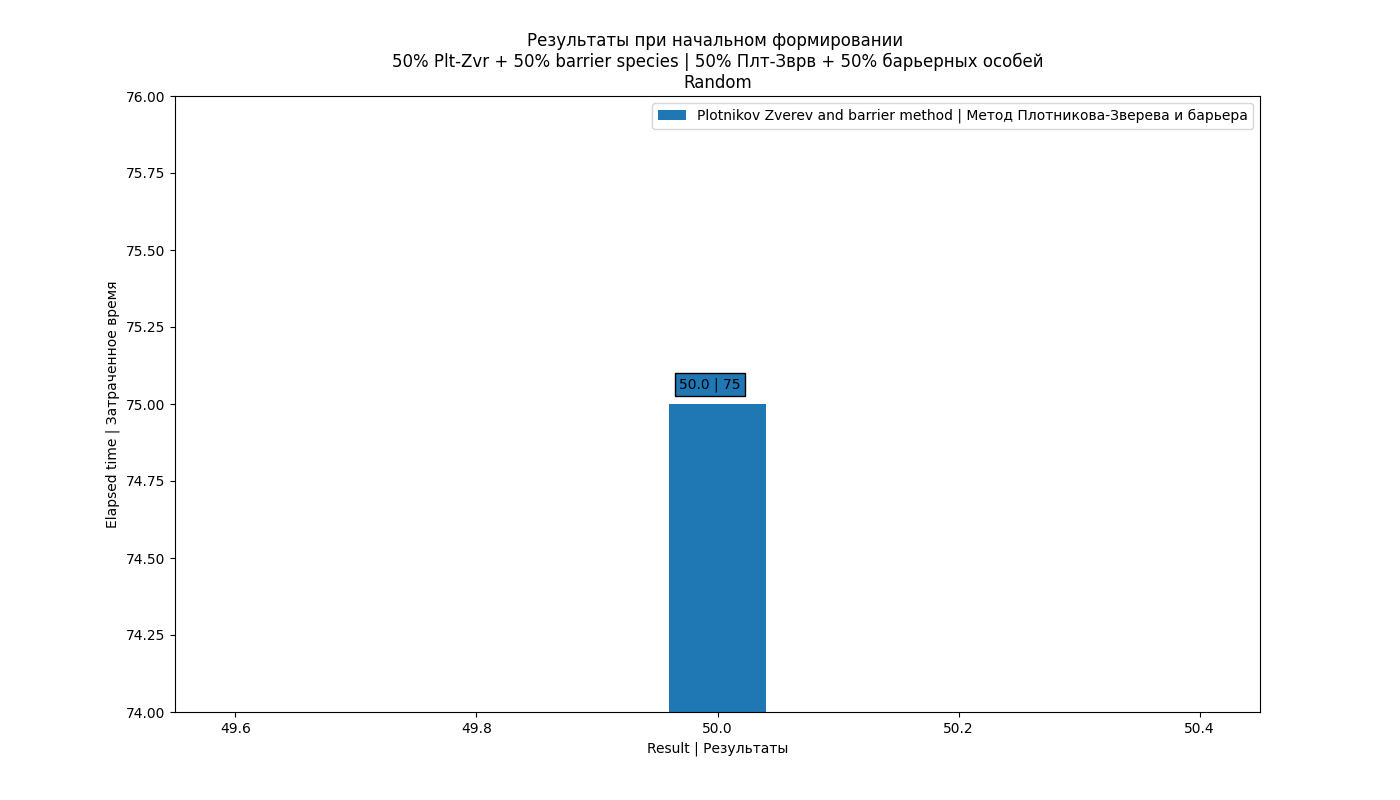 Результаты при начальном формировании
50% Plt-Zvr + 50% barrier species | 50% Плт-Зврв + 50% барьерных особей
Random
Plotnikov Zverev and barrier method | Метод Плотникова-Зверева и барьера
76.00
75.75
75.50
75.25
75.00
74.75
74.50
74.25
74.00
Elapsed time | Затраченное время
50.0 | 75
49.6
49.8
50.0
50.2
50.4
Result | Результаты